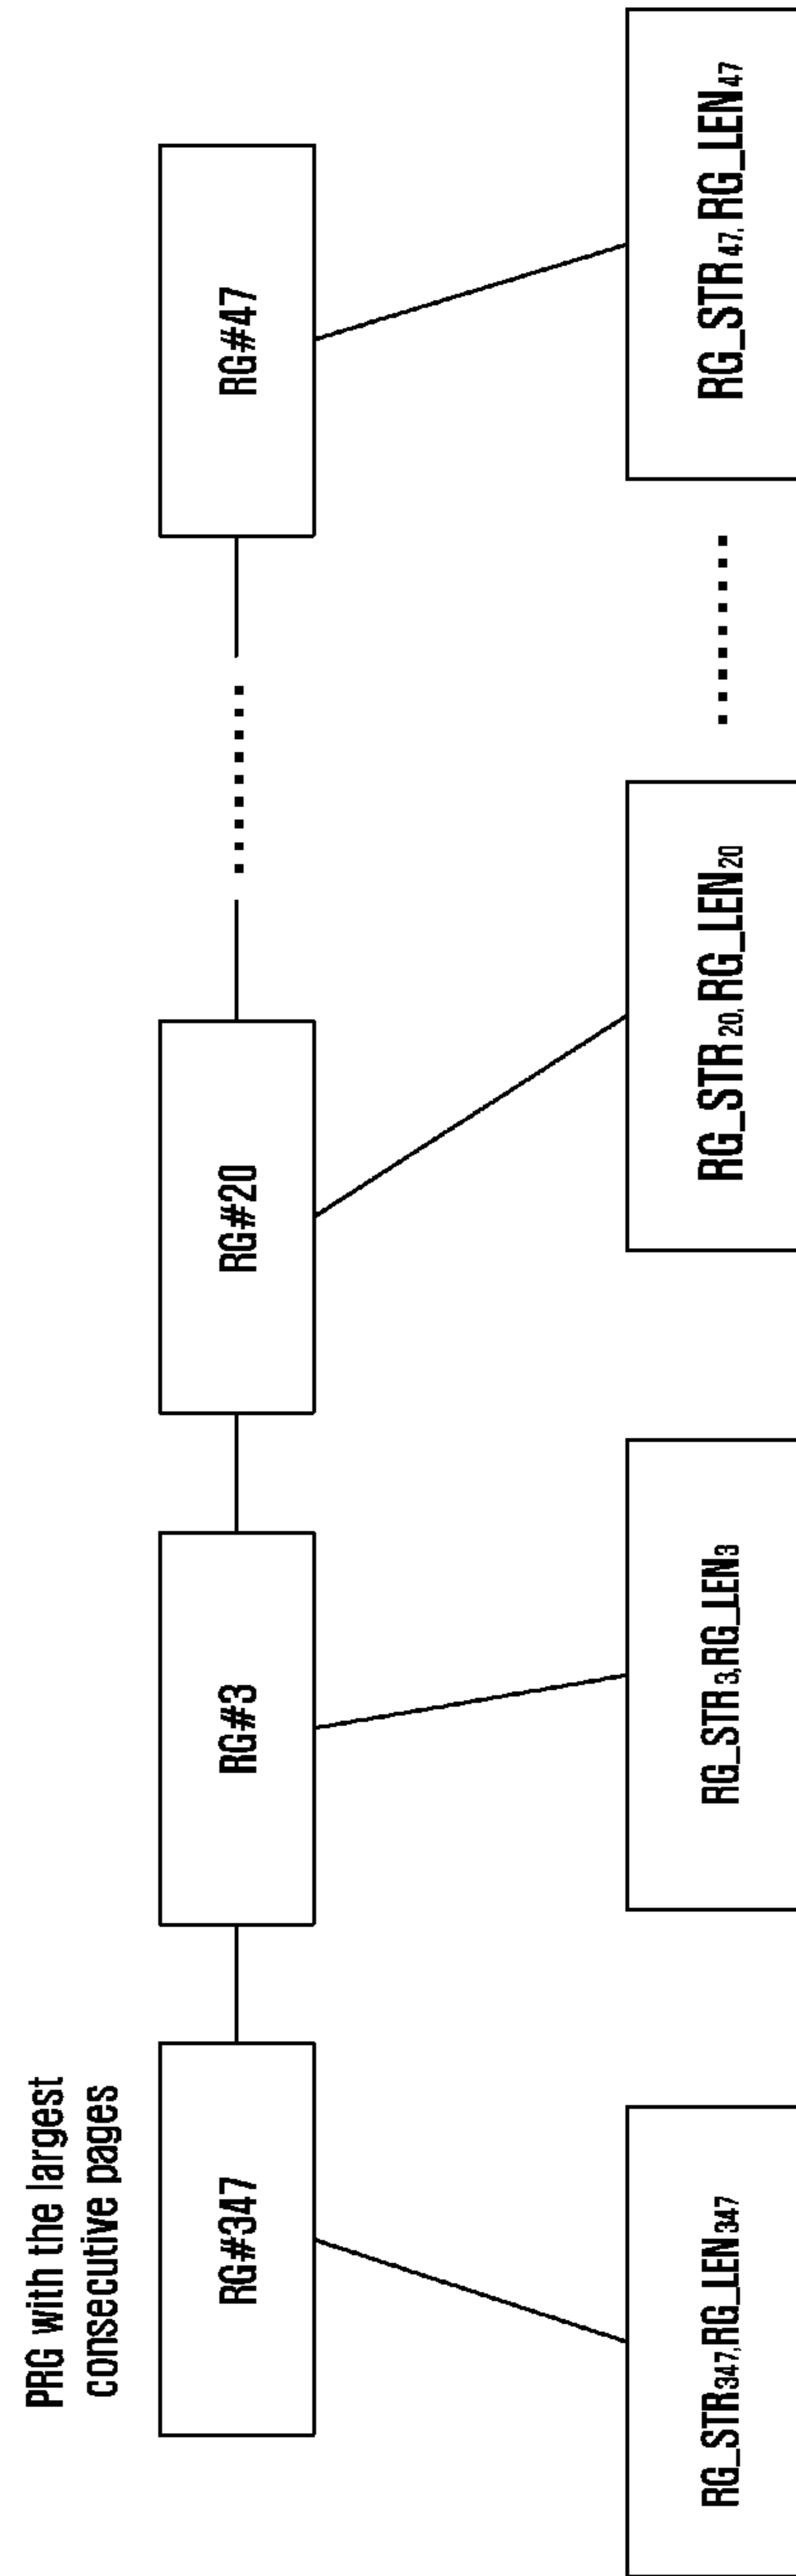 PRG with the largest
consecutive pages
RG#347
RG#3
RG#20
RG#47
RG_STR347,RG_LEN347
RG_STR3,RG_LEN3
RG_STR20,RG_LEN20
RG_STR47,RG_LEN47